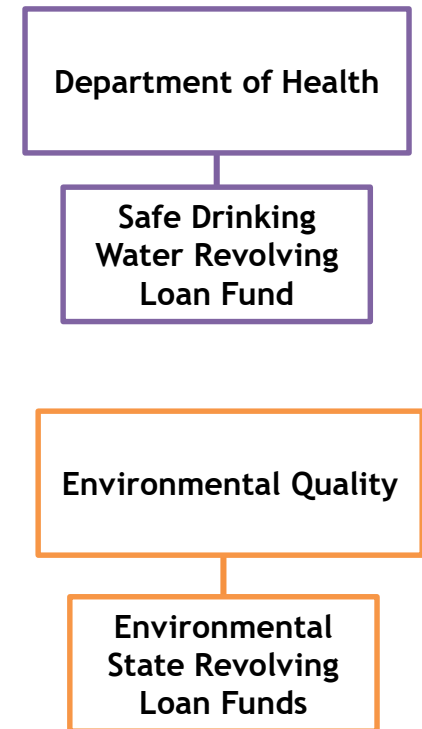 Department of Health
Safe Drinking
Water Revolving
Loan Fund
Environmental Quality
Environmental
State Revolving
Loan Funds